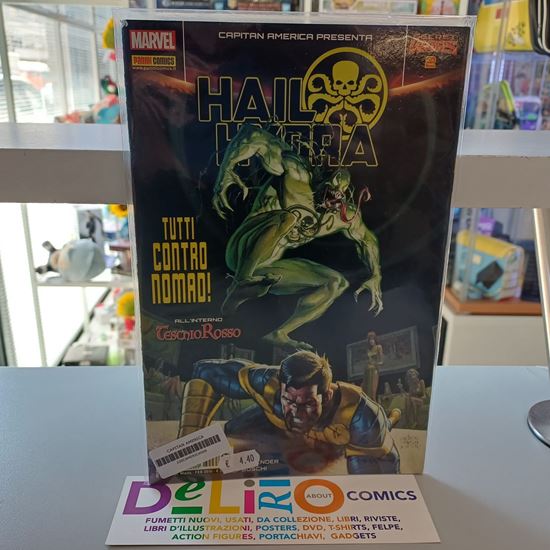 MARVEL
PANINI COMICS
CAPITAN AMERICA PRESENTA
SECRET WARS
HAIL
HYDRA
TUTTI
CONTRO
NOMAD!
ALL'INTERNO
Teschio Rosso
CAPITAN AMERICA
€ 4.40
DeLiRiO ABOUT COMICS
FUMETTI NUOVI, USATI, DA COLLEZIONE, LIBRI, RIVISTE,
LIBRI D'ILLUSTRAZIONI, POSTERS, DVD, T-SHIRTS, FELPE,
ACTION FIGURES, PORTACHIAVI, GADGETS